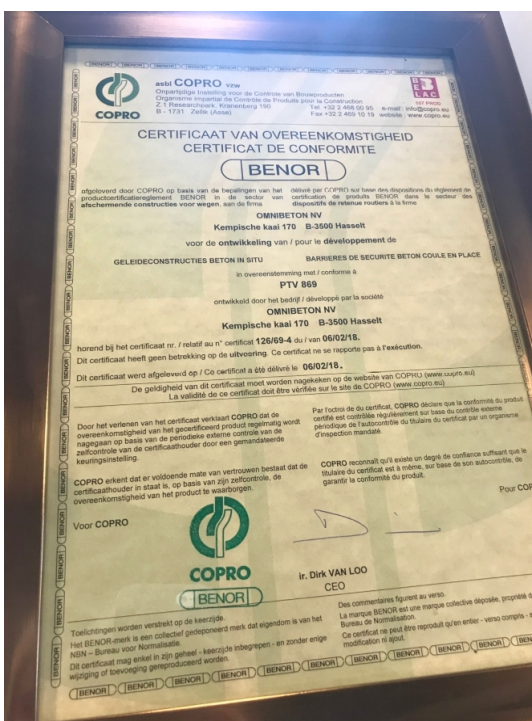 COPRO
asbl COPRO vzw
Onpartijdige Instelling voor de Controle van Bouwproducten
Organisme Impartial de Contrôle de Produits pour la Construction
Z.1 Researchpark, Kranenberg 190
B - 1731 Zellik (Asse)
Tel. +32 2 468 00 95 e-mail info@copro.eu
Fax +32 2 469 10 19 website www.copro.eu
BELAC
CERTIFICAAT VAN OVEREENKOMSTIGHEID
CERTIFICAT DE CONFORMITE
BENOR
afgeleverd door COPRO op basis van de bepalingen van het
productcertificatiereglement BENOR in de sector van
afschermende constructies voor wegen, aan de firma
délivré par COPRO sur base des dispositions du règlement de
certification de produits BENOR dans le secteur des
dispositifs de retenue routiers à la firme
OMNIBETON NV
Kempische kaai 170 B-3500 Hasselt
voor de ontwikkeling van / pour le développement de
GELEIDECONSTRUCTIES BETON IN SITU
BARRIERES DE SECURITE BETON COULE EN PLACE
in overeenstemming met / conforme à
PTV 869
ontwikkeld door het bedrijf / développé par la société
OMNIBETON NV
Kempische kaai 170 B-3500 Hasselt
horend bij het certificaat nr. / relatif au n° certificat 126/69-4 du / van 06/02/18.
Dit certificaat heeft geen betrekking op de uitvoering. Ce certificat ne se rapporte pas à l'exécution.
Dit certificaat werd afgeleverd op / Ce certificat a été délivré le 06/02/18.
De geldigheid van dit certificaat moet worden nagekeken op de website van COPRO (www.copro.eu)
La validité de ce certificat doit être vérifiée sur le site de COPRO (www.copro.eu)
Door het verlenen van het certificaat verklaart COPRO dat de
overeenkomstigheid van het gecertificeerd product regelmatig wordt
nagegaan op basis van de periodieke externe controle van de
zelfcontrole van de certificaathouder door een gemandateerde
keuringsinstelling.
Par l'octroi de du certificat, COPRO déclare que la conformité du produit
certifié est contrôlée régulièrement sur base du contrôle externe
périodique de l'autocontrôle du titulaire du certificat par un organisme
d'inspection mandaté.
COPRO erkent dat er voldoende mate van vertrouwen bestaat dat de
certificaathouder in staat is, op basis van zijn zelfcontrole, de
overeenkomstigheid van het product te waarborgen.
COPRO reconnaît qu'il existe un degré de confiance suffisant que le
titulaire du certificat est à même, sur base de son autocontrôle, de
garantir la conformité du produit.
Voor COPRO
Pour COP
COPRO
BENOR
ir. Dirk VAN LOO
CEO
Toelichtingen worden verstrekt op de keerzijde.
Het BENOR-merk is een collectief gedeponeerd merk dat eigendom is van het
NBN – Bureau voor Normalisatie.
Dit certificaat mag enkel in zijn geheel - keerzijde inbegrepen - en zonder enige
wijziging of toevoeging gereproduceerd worden.
Des commentaires figurent au verso.
La marque BENOR est une marque collective déposée, propriété d
Bureau de Normalisation.
Ce certificat ne peut être reproduit qu'en entier - verso compris -
modification ni ajout.